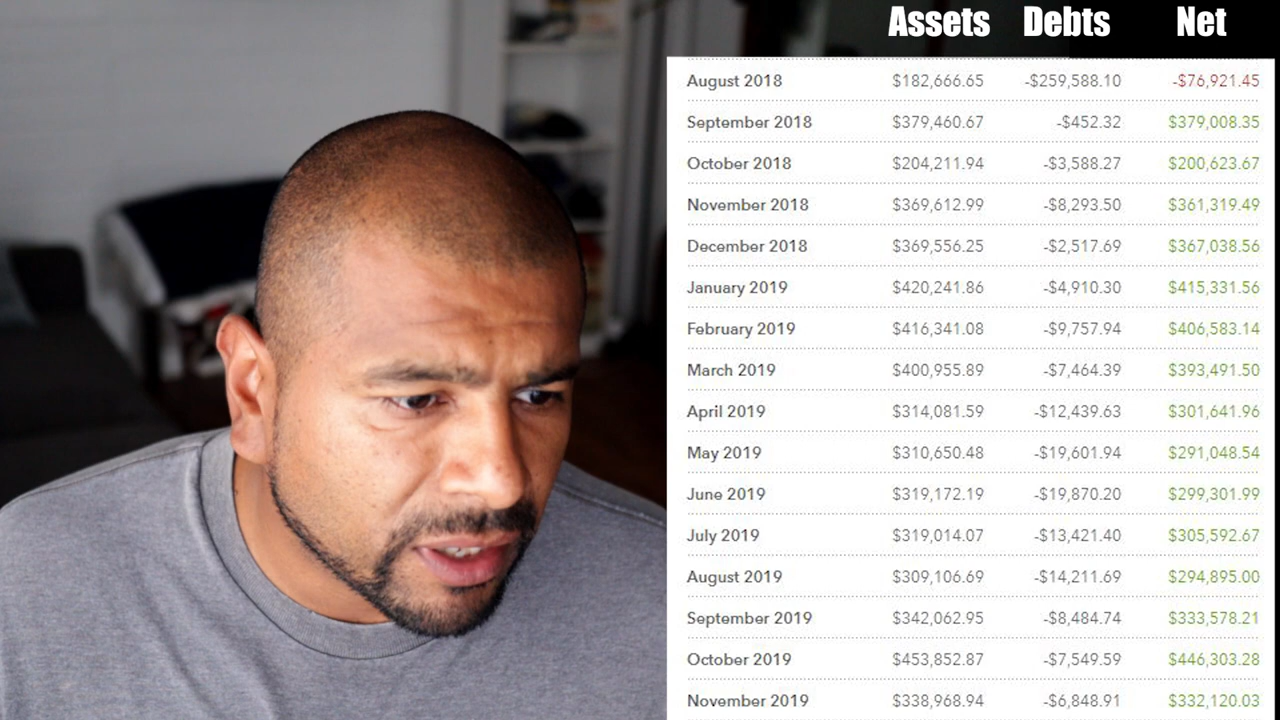 Assets Debts Net
August 2018 $182,666.65 -$259,588.10 -$76,921.45
September 2018 $379,460.67 -$452.32 $379,008.35
October 2018 $204,211.94 -$3,588.27 $200,623.67
November 2018 $369,612.99 -$8,293.50 $361,319.49
December 2018 $369,556.25 -$2,517.69 $367,038.56
January 2019 $420,241.86 -$4,910.30 $415,331.56
February 2019 $416,341.08 -$9,757.94 $406,583.14
March 2019 $400,955.89 -$7,464.39 $393,491.50
April 2019 $314,081.59 -$12,439.63 $301,641.96
May 2019 $310,650.48 -$19,601.94 $291,048.54
June 2019 $319,172.19 -$19,870.20 $299,301.99
July 2019 $319,014.07 -$13,421.40 $305,592.67
August 2019 $309,106.69 -$14,211.69 $294,895.00
September 2019 $342,062.95 -$8,484.74 $333,578.21
October 2019 $453,852.87 -$7,549.59 $446,303.28
November 2019 $338,968.94 -$6,848.91 $332,120.03